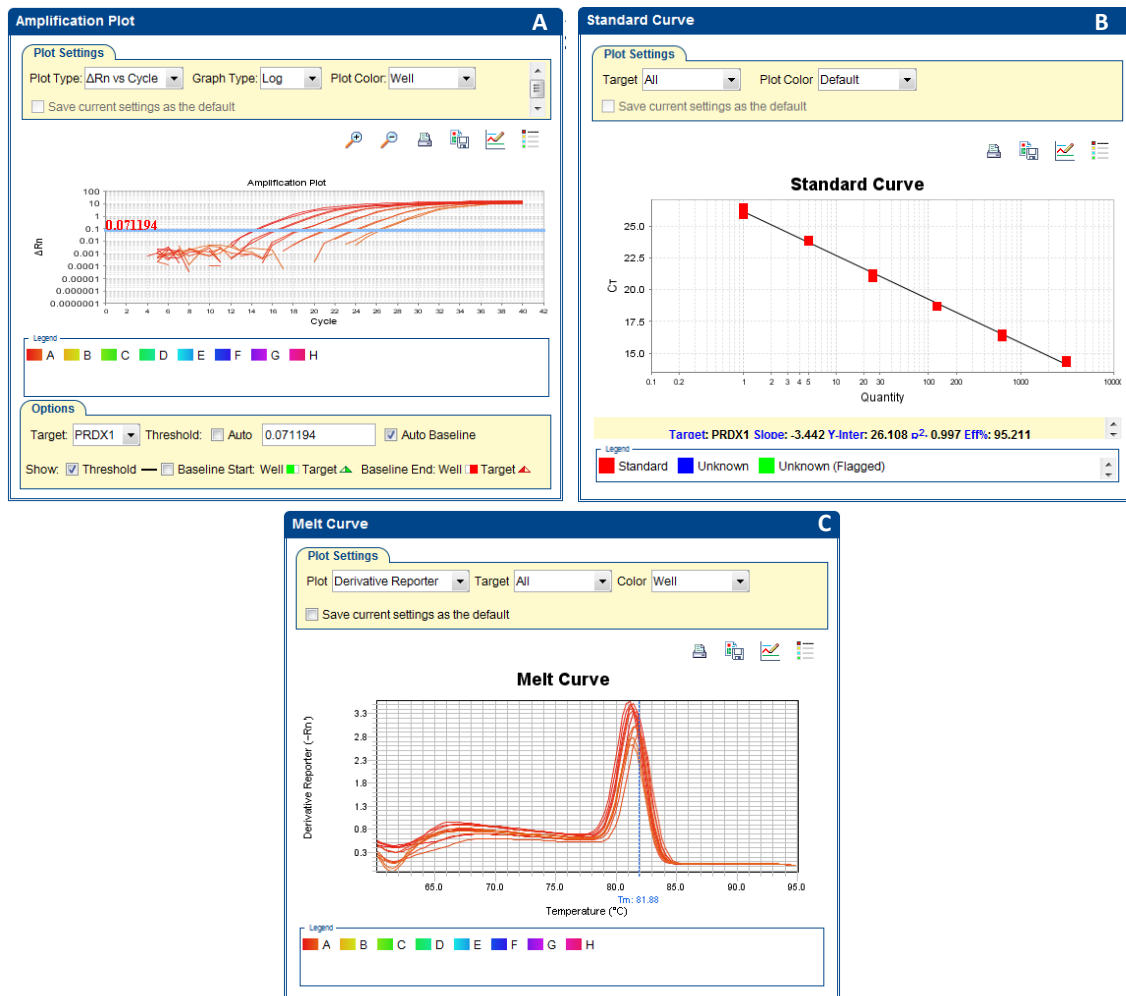 Amplification Plot A
Plot Settings
Plot Type: ΔRn vs Cycle Graph Type: Log Plot Color: Well
Save current settings as the default
Amplification Plot
ΔRn
100
10
1
0.1
0.01
0.001
0.0001
0.00001
0.000001
0.0000001
0.071194
0 2 4 6 8 10 12 14 16 18 20 22 24 26 28 30 32 34 36 38 40 42
Cycle
Legend
A B C D E F G H
Options
Target: PRDX1 Threshold: Auto 0.071194 Auto Baseline
Show: Threshold Baseline Start: Well Target Baseline End: Well Target
Standard Curve B
Plot Settings
Target All Plot Color Default
Save current settings as the default
Standard Curve
CT
25.0
22.5
20.0
17.5
15.0
0.1 0.2 1 2 3 4 5 10 20 30 100 200 1000 10000
Quantity
Target: PRDX1 Slope: -3.442 Y-Inter: 26.108 R2: 0.997 Eff%: 95.211
Legend
Standard Unknown Unknown (Flagged)
Melt Curve C
Plot Settings
Plot Derivative Reporter Target All Color Well
Save current settings as the default
Melt Curve
Derivative Reporter (-Rn')
3.3
2.8
2.3
1.8
1.3
0.8
0.3
65.0 70.0 75.0 80.0 85.0 90.0 95.0
Tm: 81.88
Temperature (°C)
Legend
A B C D E F G H